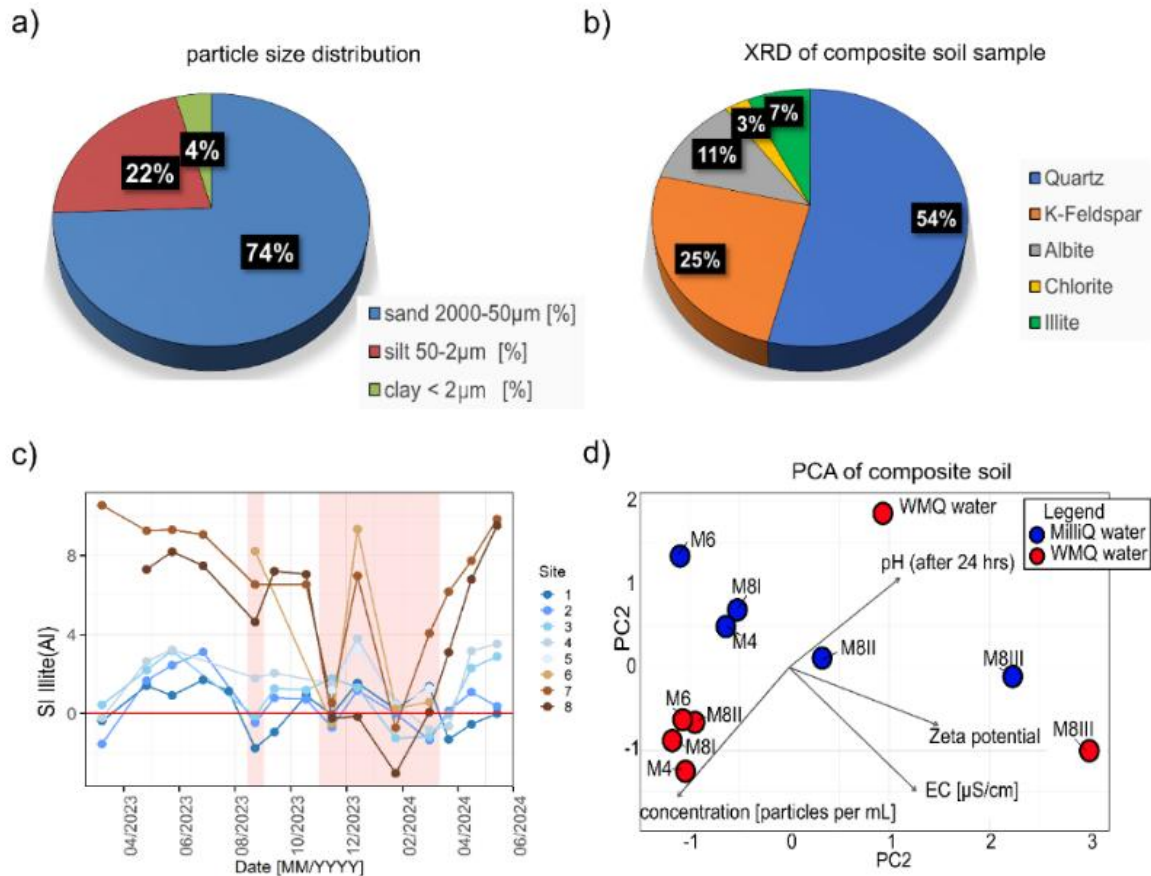 a)
particle size distribution
4%
22%
74%
sand 2000-50µm [%]
silt 50-2µm [%]
clay < 2µm [%]
b)
XRD of composite soil sample
7%
3%
11%
54%
25%
Quartz
K-Feldspar
Albite
Chlorite
Illite
c)
SI Illite(Al)
8
4
0
04/2023
06/2023
08/2023
10/2023
12/2023
02/2024
04/2024
06/2024
Date [MM/YYYY]
Site
1
2
3
4
5
6
7
8
d)
PCA of composite soil
2
1
0
-1
PC2
WMQ water
Legend
MilliQ water
WMQ water
M6
pH (after 24 hrs)
M8I
M4
M8II
M8III
M6
M8II
M8I
M4
Zeta potential
M8III
EC [µS/cm]
concentration [particles per mL]
-1
0
1
2
3
PC2